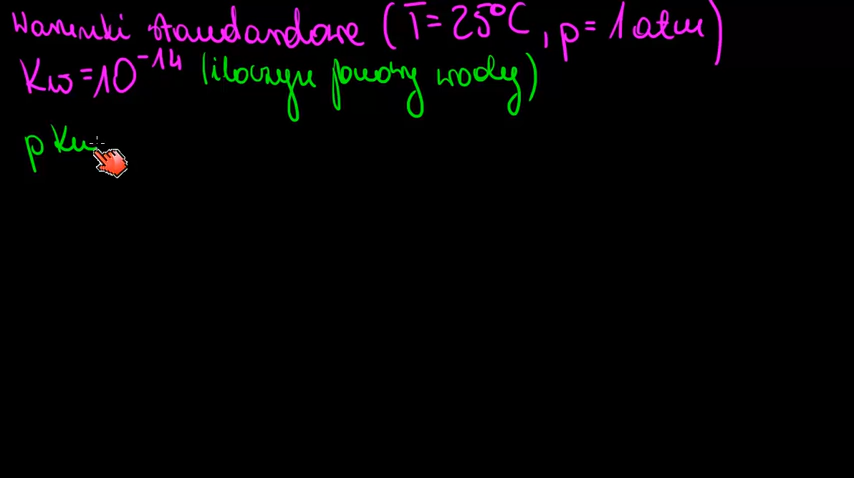 Warunki standardowe (T=25°C, p=1atm)
Kw=10⁻¹⁴ (iloczyn jonowy wody)
pKw